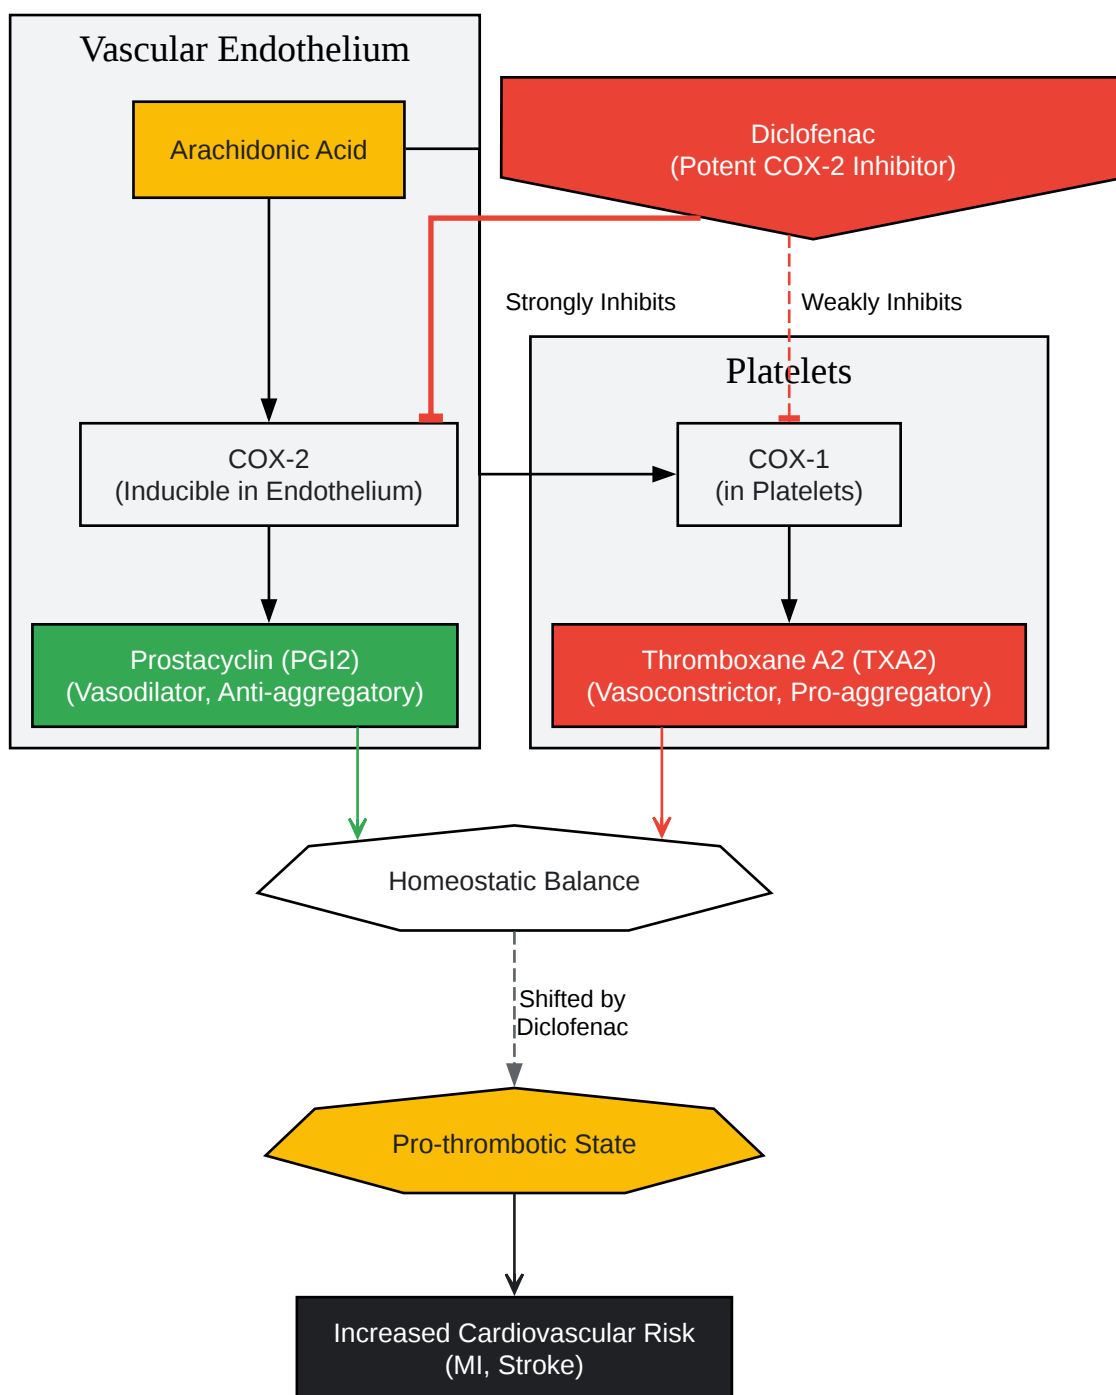 Vascular Endothelium
Arachidonic Acid
Diclofenac
(Potent COX-2 Inhibitor)
Strongly Inhibits
Weakly Inhibits
Platelets
COX-2
(Inducible in Endothelium)
COX-1
(in Platelets)
Prostacyclin (PGI2)
(Vasodilator, Anti-aggregatory)
Thromboxane A2 (TXA2)
(Vasoconstrictor, Pro-aggregatory)
Homeostatic Balance
Shifted by
Diclofenac
Pro-thrombotic State
Increased Cardiovascular Risk
(MI, Stroke)